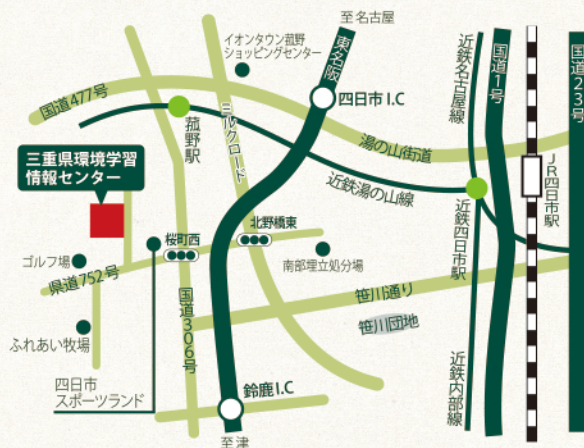 至名古屋
イオンタウン菰野
ショッピングセンター
東名阪
近鉄名古屋線
国道1号
国道23号
国道477号
ミルクロード
四日市 I.C
菰野駅
湯の山街道
三重県環境学習
情報センター
近鉄湯の山線
JR四日市駅
近鉄四日市駅
桜町西
北野橋東
ゴルフ場
南部埋立処分場
県道752号
国道306号
笹川通り
笹川団地
ふれあい牧場
近鉄内部線
四日市
スポーツランド
鈴鹿 I.C
至津